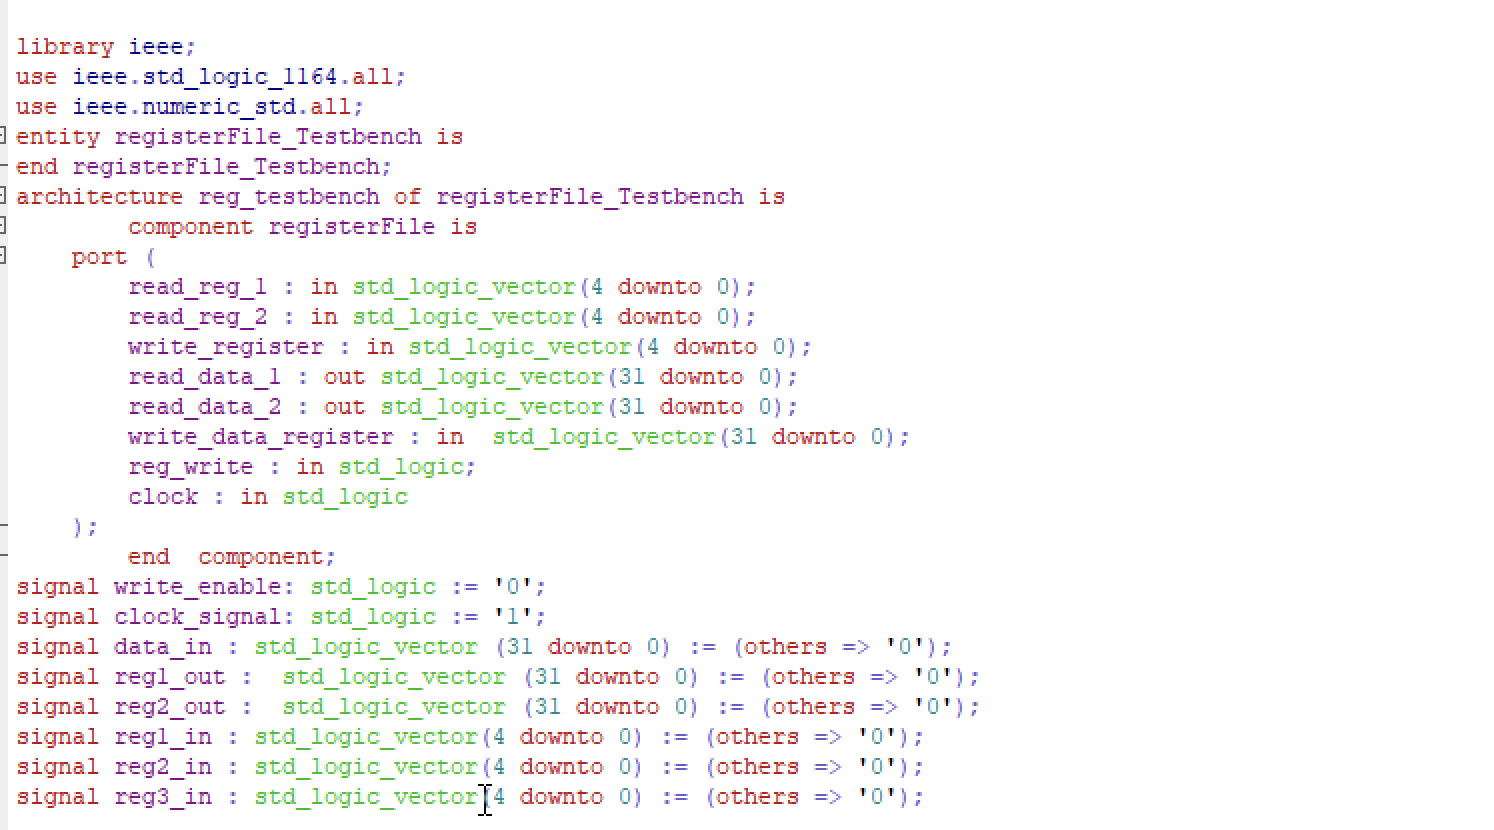 library ieee;
use ieee.std_logic_1164.all;
use ieee.numeric_std.all;
entity registerFile_Testbench is
end registerFile_Testbench;
architecture reg_testbench of registerFile_Testbench is
component registerFile is
port (
read_reg_1 : in std_logic_vector(4 downto 0);
read_reg_2 : in std_logic_vector(4 downto 0);
write_register : in std_logic_vector(4 downto 0);
read_data_1 : out std_logic_vector(31 downto 0);
read_data_2 : out std_logic_vector(31 downto 0);
write_data_register : in  std_logic_vector(31 downto 0);
reg_write : in std_logic;
clock : in std_logic
);
end  component;
signal write_enable: std_logic := '0';
signal clock_signal: std_logic := '1';
signal data_in : std_logic_vector (31 downto 0) := (others => '0');
signal reg1_out :  std_logic_vector (31 downto 0) := (others => '0');
signal reg2_out :  std_logic_vector (31 downto 0) := (others => '0');
signal reg1_in : std_logic_vector(4 downto 0) := (others => '0');
signal reg2_in : std_logic_vector(4 downto 0) := (others => '0');
signal reg3_in : std_logic_vector(4 downto 0) := (others => '0');